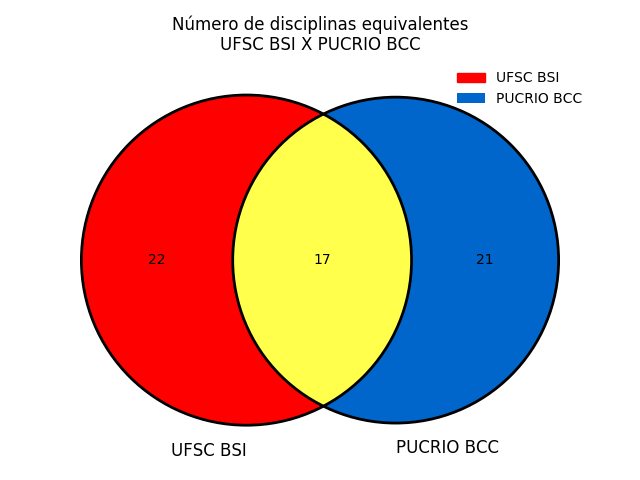 Número de disciplinas equivalentes
UFSC BSI X PUCRIO BCC
UFSC BSI
PUCRIO BCC
22
17
21
UFSC BSI
PUCRIO BCC